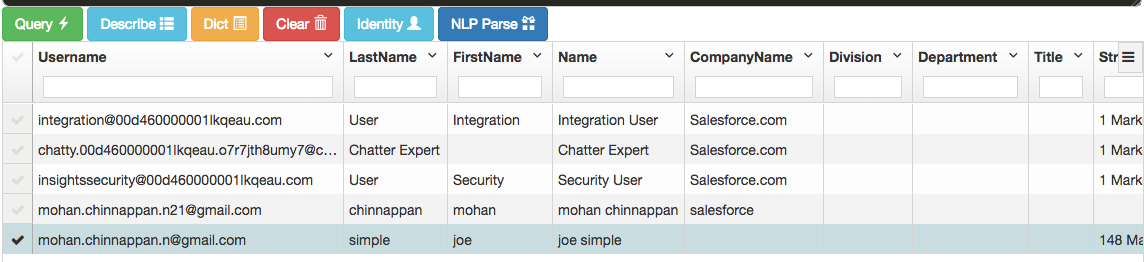 Query Describe Dict Clear Identity NLP Parse
Username LastName FirstName Name CompanyName Division Department Title Str
integration@00d460000001lkqeau.com User Integration Integration User Salesforce.com 1 Mark
chatty.00d460000001lkqeau.o7r7jth8umy7@c... Chatter Expert Chatter Expert Salesforce.com 1 Mark
insightssecurity@00d460000001lkqeau.com User Security Security User Salesforce.com 1 Mark
mohan.chinnappan.n21@gmail.com chinnappan mohan mohan chinnappan salesforce
mohan.chinnappan.n@gmail.com simple joe joe simple 148 Ma